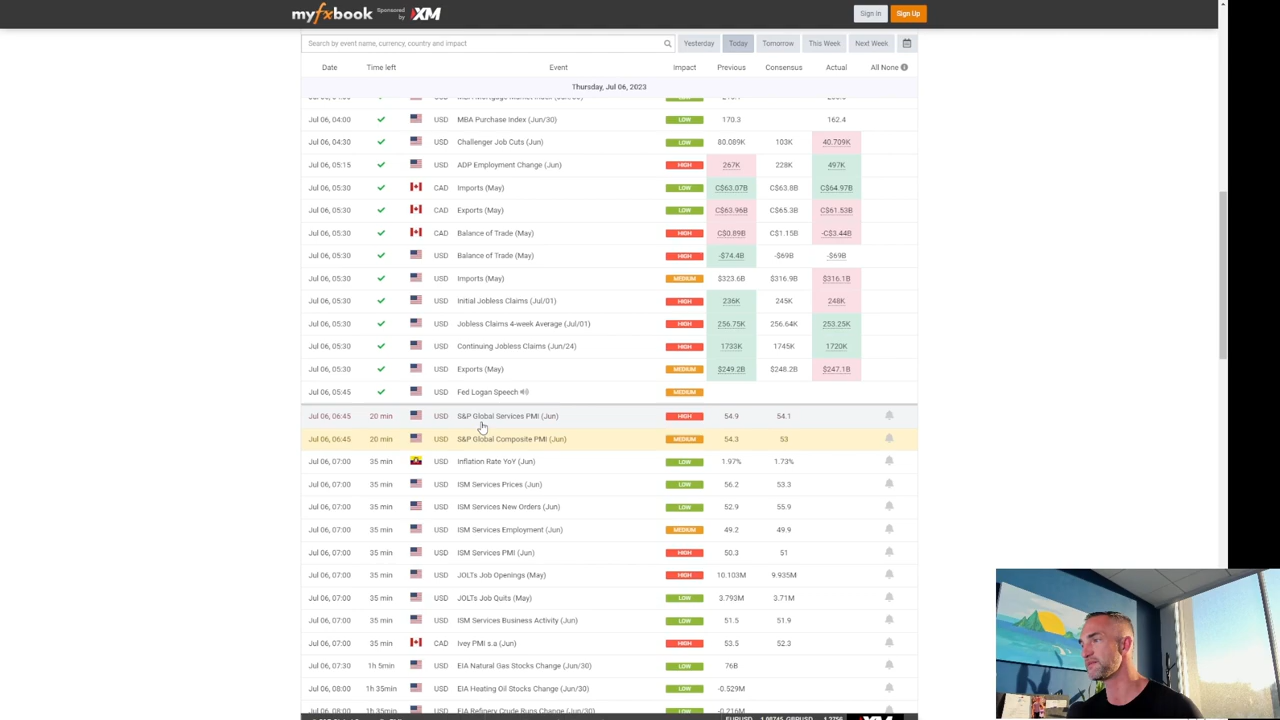 myfxbook Sponsored by XM Sign In Sign Up
Search by event name, currency, country and impact Yesterday Today Tomorrow This Week Next Week
Date Time left Event Impact Previous Consensus Actual All None
Thursday, Jul 06, 2023
Jul 06, 04:00 USD MBA Purchase Index (Jun/30) LOW 170.3 162.4
Jul 06, 04:30 USD Challenger Job Cuts (Jun) LOW 80.089K 103K 40.709K
Jul 06, 05:15 USD ADP Employment Change (Jun) HIGH 267K 228K 497K
Jul 06, 05:30 CAD Imports (May) LOW C$63.07B C$63.8B C$64.97B
Jul 06, 05:30 CAD Exports (May) LOW C$63.96B C$65.3B C$61.53B
Jul 06, 05:30 CAD Balance of Trade (May) HIGH C$0.89B C$1.15B -C$3.44B
Jul 06, 05:30 USD Balance of Trade (May) HIGH -$74.4B -$69B -$69B
Jul 06, 05:30 USD Imports (May) MEDIUM $323.6B $316.9B $316.1B
Jul 06, 05:30 USD Initial Jobless Claims (Jul/01) HIGH 236K 245K 248K
Jul 06, 05:30 USD Jobless Claims 4-week Average (Jul/01) HIGH 256.75K 256.64K 253.25K
Jul 06, 05:30 USD Continuing Jobless Claims (Jun/24) HIGH 1733K 1745K 1720K
Jul 06, 05:30 USD Exports (May) MEDIUM $249.2B $248.2B $247.1B
Jul 06, 05:45 USD Fed Logan Speech MEDIUM
Jul 06, 06:45 20 min USD S&P Global Services PMI (Jun) HIGH 54.9 54.1
Jul 06, 06:45 20 min USD S&P Global Composite PMI (Jun) MEDIUM 54.3 53
Jul 06, 07:00 35 min USD Inflation Rate YoY (Jun) LOW 1.97% 1.73%
Jul 06, 07:00 35 min USD ISM Services Prices (Jun) LOW 56.2 53.3
Jul 06, 07:00 35 min USD ISM Services New Orders (Jun) LOW 52.9 55.9
Jul 06, 07:00 35 min USD ISM Services Employment (Jun) MEDIUM 49.2 49.9
Jul 06, 07:00 35 min USD ISM Services PMI (Jun) HIGH 50.3 51
Jul 06, 07:00 35 min USD JOLTs Job Openings (May) HIGH 10.103M 9.935M
Jul 06, 07:00 35 min USD JOLTs Job Quits (May) LOW 3.793M 3.71M
Jul 06, 07:00 35 min USD ISM Services Business Activity (Jun) LOW 51.5 51.9
Jul 06, 07:00 35 min CAD Ivey PMI s.a (Jun) HIGH 53.5 52.3
Jul 06, 07:30 1h 5min USD EIA Natural Gas Stocks Change (Jun/30) LOW 76B
Jul 06, 08:00 1h 35min USD EIA Heating Oil Stocks Change (Jun/30) LOW -0.529M
Jul 06, 08:00 1h 35min USD EIA Refinery Crude Runs Change (Jun/30) LOW -0.216M